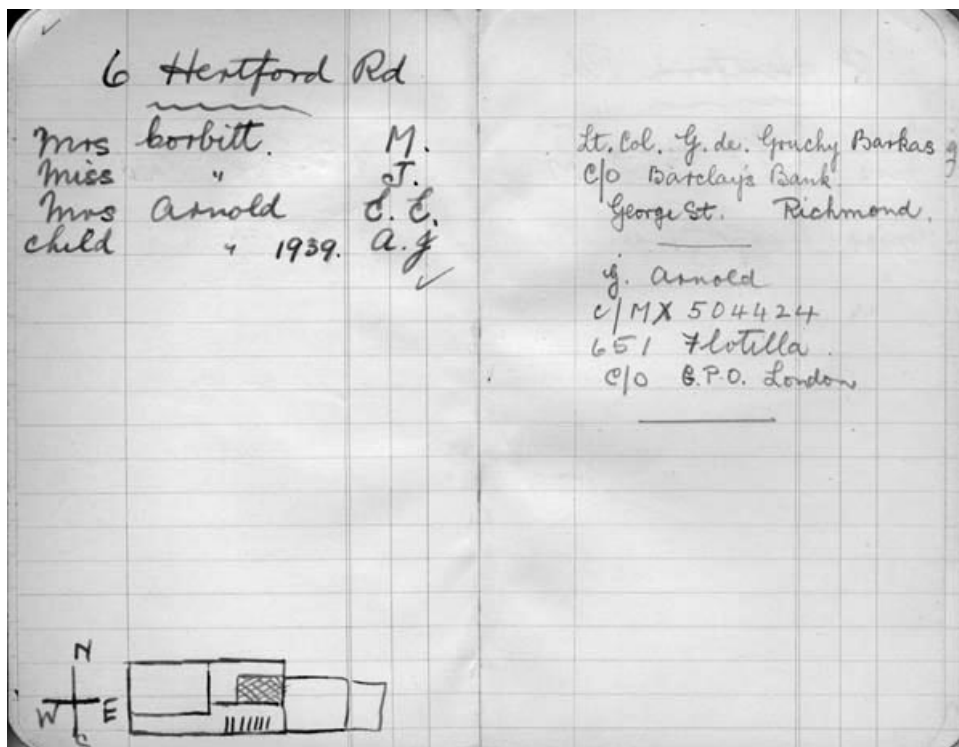 6 Hertford Rd
Mrs Corbitt. M.
Miss " J.
Mrs Arnold E. E.
child " 1939. A. J
Lt. Col. G. de. Gruchy Barkas
C/O Barclay's Bank
George St. Richmond.
J. Arnold
C/MX 504424
651 Flotilla
C/O G.P.O. London
N
W E
S